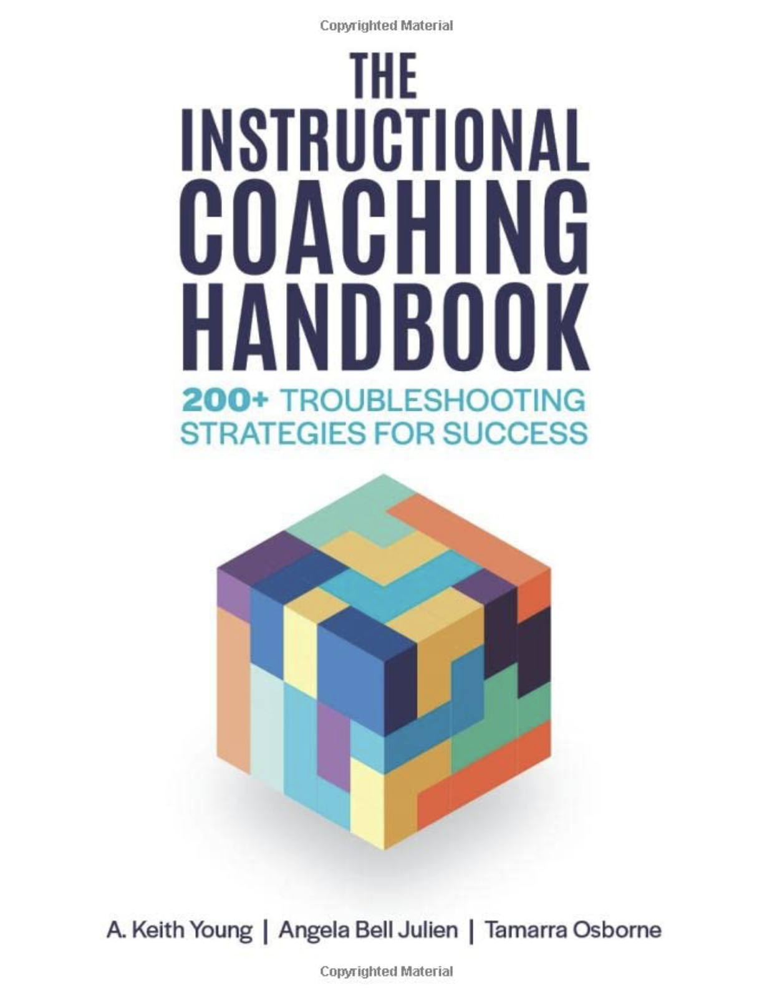 Copyrighted Material
THE
INSTRUCTIONAL
COACHING
HANDBOOK
200+ TROUBLESHOOTING
STRATEGIES FOR SUCCESS
A. Keith Young | Angela Bell Julien | Tamarra Osborne
Copyrighted Material